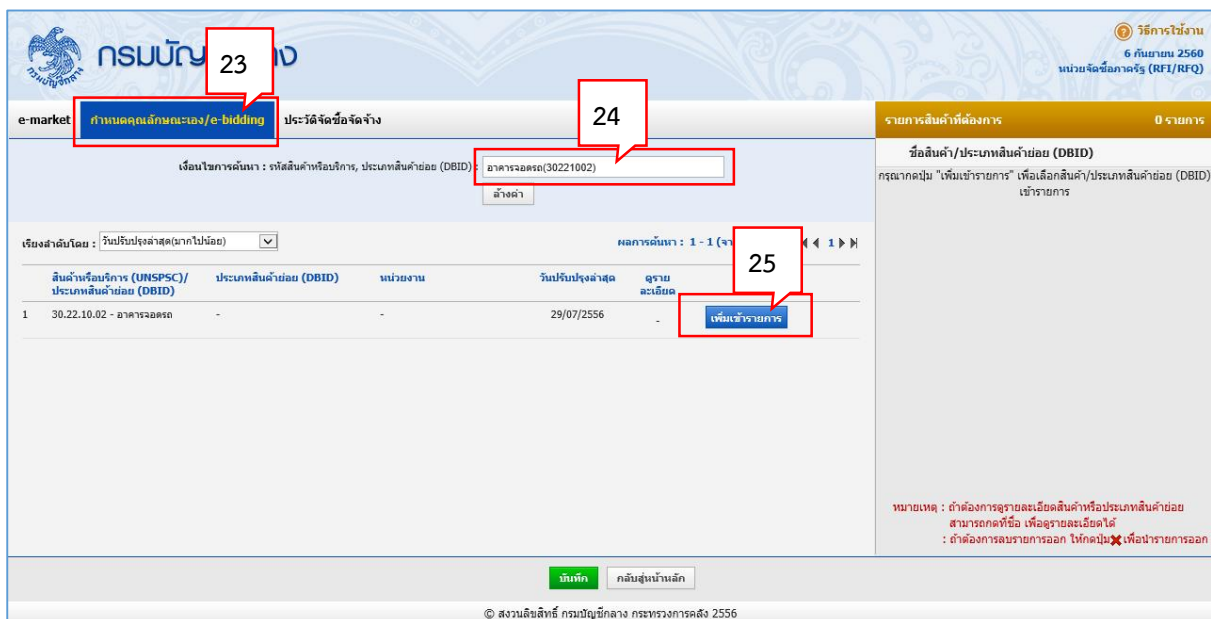 วิธีการใช้งาน
6 กันยายน 2560
หน่วยจัดซื้อภาครัฐ (RFI/RFQ)
23
24
e-market กำหนดคุณลักษณะเอง/e-bidding ประวัติจัดซื้อจัดจ้าง
รายการสินค้าที่ต้องการ 0 รายการ
ชื่อสินค้า/ประเภทสินค้าย่อย (DBID)
กรุณากดปุ่ม "เพิ่มเข้ารายการ" เพื่อเลือกสินค้า/ประเภทสินค้าย่อย (DBID)
เข้ารายการ
เงื่อนไขการค้นหา : รหัสสินค้าหรือบริการ, ประเภทสินค้าย่อย (DBID) : อาคารจอดรถ(30221002)
ล้างค่า
เรียงลำดับโดย : วันปรับปรุงล่าสุด(มากไปน้อย)
ผลการค้นหา : 1 - 1 1
25
สินค้าหรือบริการ (UNSPSC)/ ประเภทสินค้าย่อย (DBID) หน่วยงาน วันปรับปรุงล่าสุด ดูราย
ประเภทสินค้าย่อย (DBID) ละเอียด
1 30.22.10.02 - อาคารจอดรถ - - 29/07/2556 - เพิ่มเข้ารายการ
หมายเหตุ : ถ้าต้องการดูรายละเอียดสินค้าหรือประเภทสินค้าย่อย
สามารถกดที่ชื่อ เพื่อดูรายละเอียดได้
: ถ้าต้องการลบรายการออก ให้กดปุ่ม เพื่อนำรายการออก
บันทึก กลับสู่หน้าหลัก
© สงวนลิขสิทธิ์ กรมบัญชีกลาง กระทรวงการคลัง 2556